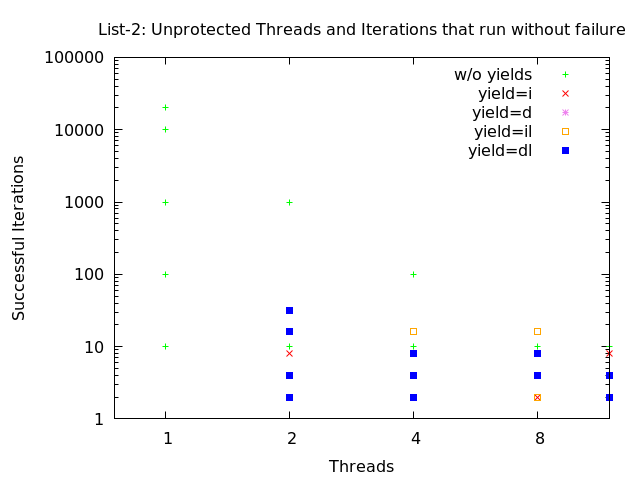 List-2: Unprotected Threads and Iterations that run without failure
100000
10000
1000
100
10
1
Successful Iterations
w/o yields
yield=i
yield=d
yield=il
yield=dl
1 2 4 8
Threads